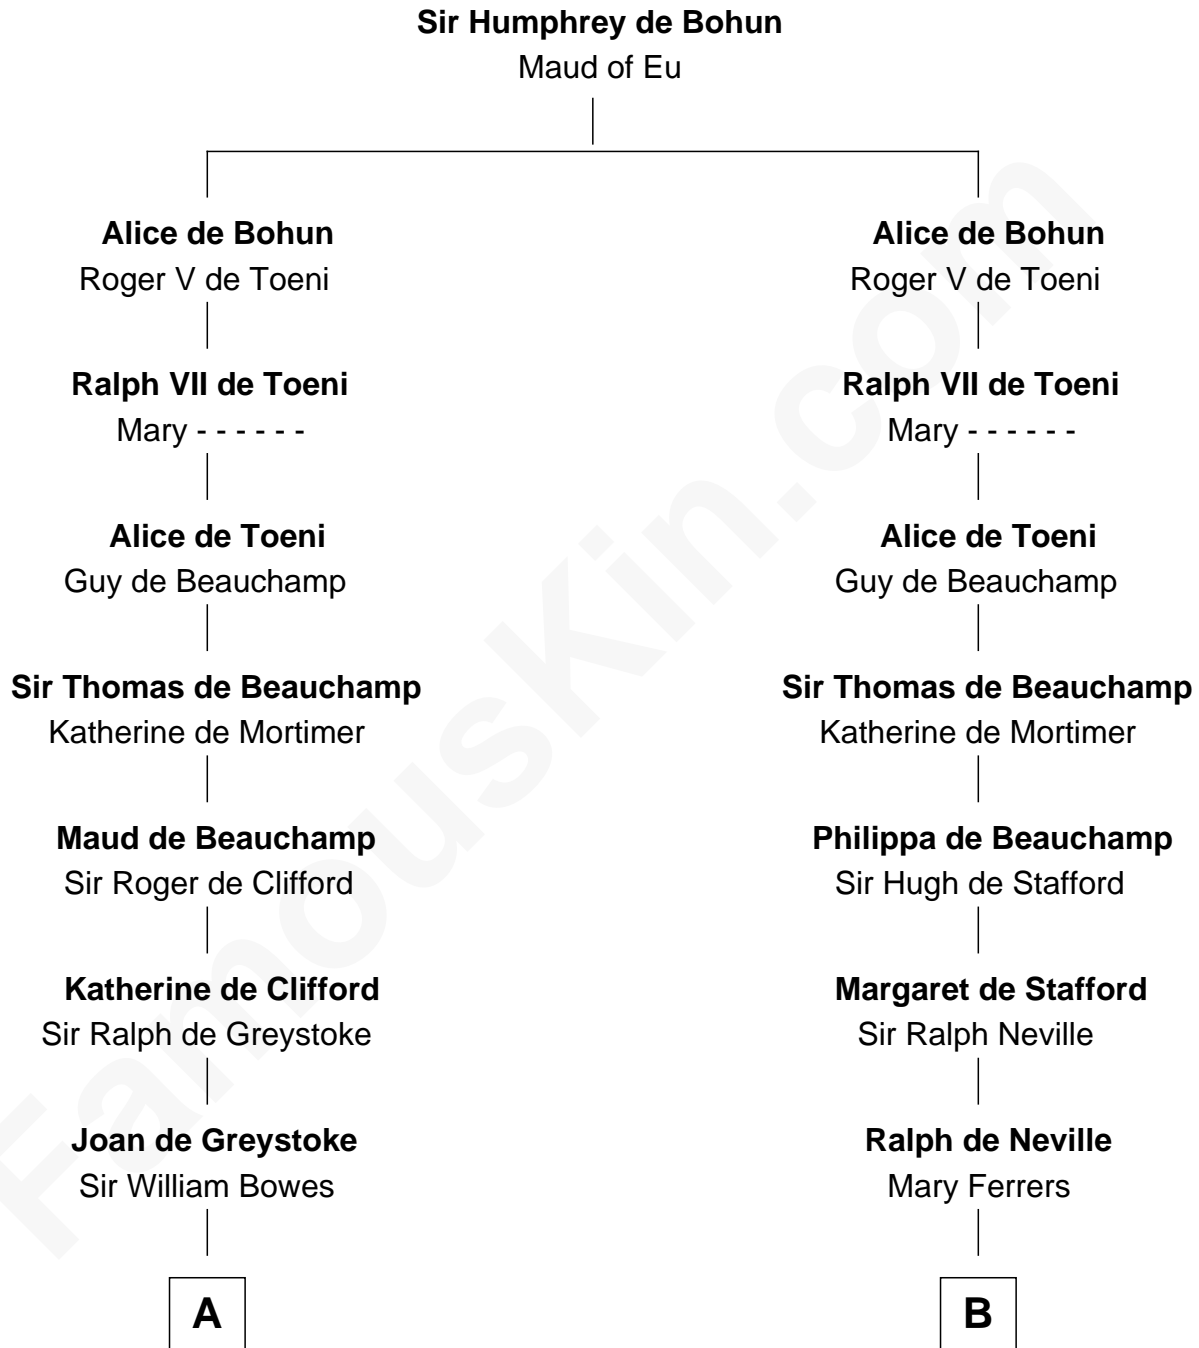 Sir Humphrey de Bohun
Maud of Eu
Alice de Bohun
Roger V de Toeni
Ralph VII de Toeni
Mary - - - - - -
Alice de Toeni
Guy de Beauchamp
Sir Thomas de Beauchamp
Katherine de Mortimer
Maud de Beauchamp
Sir Roger de Clifford
Katherine de Clifford
Sir Ralph de Greystoke
Joan de Greystoke
Sir William Bowes
A
Alice de Bohun
Roger V de Toeni
Ralph VII de Toeni
Mary - - - - - -
Alice de Toeni
Guy de Beauchamp
Sir Thomas de Beauchamp
Katherine de Mortimer
Philippa de Beauchamp
Sir Hugh de Stafford
Margaret de Stafford
Sir Ralph Neville
Ralph de Neville
Mary Ferrers
B
FamousKin.com